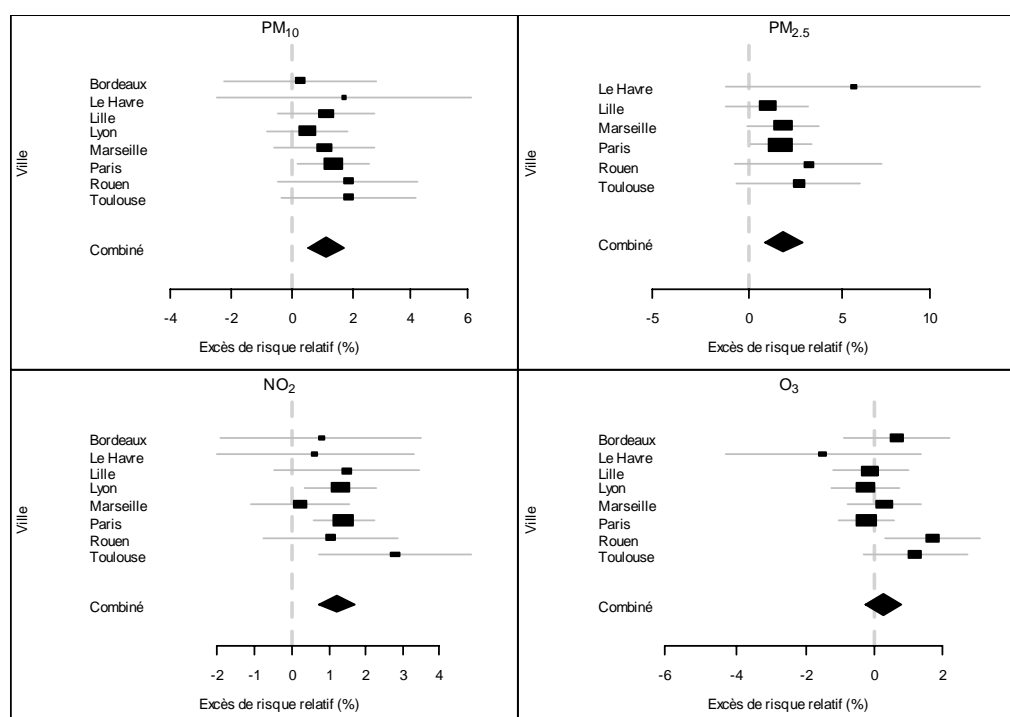 PM10
Bordeaux
Le Havre
Lille
Lyon
Marseille
Paris
Rouen
Toulouse
Combiné
Ville
-4 -2 0 2 4 6
Excès de risque relatif (%)
PM2.5
Le Havre
Lille
Marseille
Paris
Rouen
Toulouse
Combiné
Ville
-5 0 5 10
Excès de risque relatif (%)
NO2
Bordeaux
Le Havre
Lille
Lyon
Marseille
Paris
Rouen
Toulouse
Combiné
Ville
-2 0 1 2 3 4
Excès de risque relatif (%)
O3
Bordeaux
Le Havre
Lille
Lyon
Marseille
Paris
Rouen
Toulouse
Combiné
Ville
-6 -4 -2 0 2
Excès de risque relatif (%)